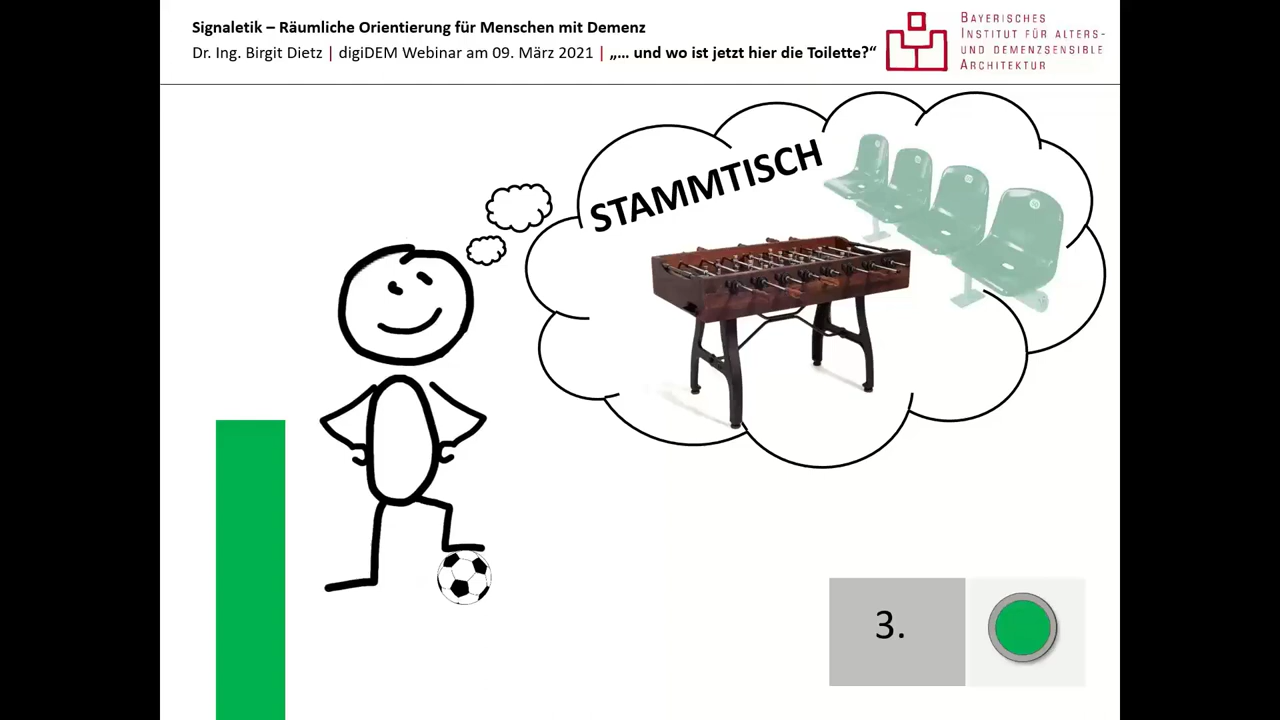 Signaletik – Räumliche Orientierung für Menschen mit Demenz
Dr. Ing. Birgit Dietz | digiDEM Webinar am 09. März 2021 | „… und wo ist jetzt hier die Toilette?“
BAYERISCHES
INSTITUT FÜR ALTERS-
UND DEMENZSENSIBLE
ARCHITEKTUR
STAMMTISCH
3.